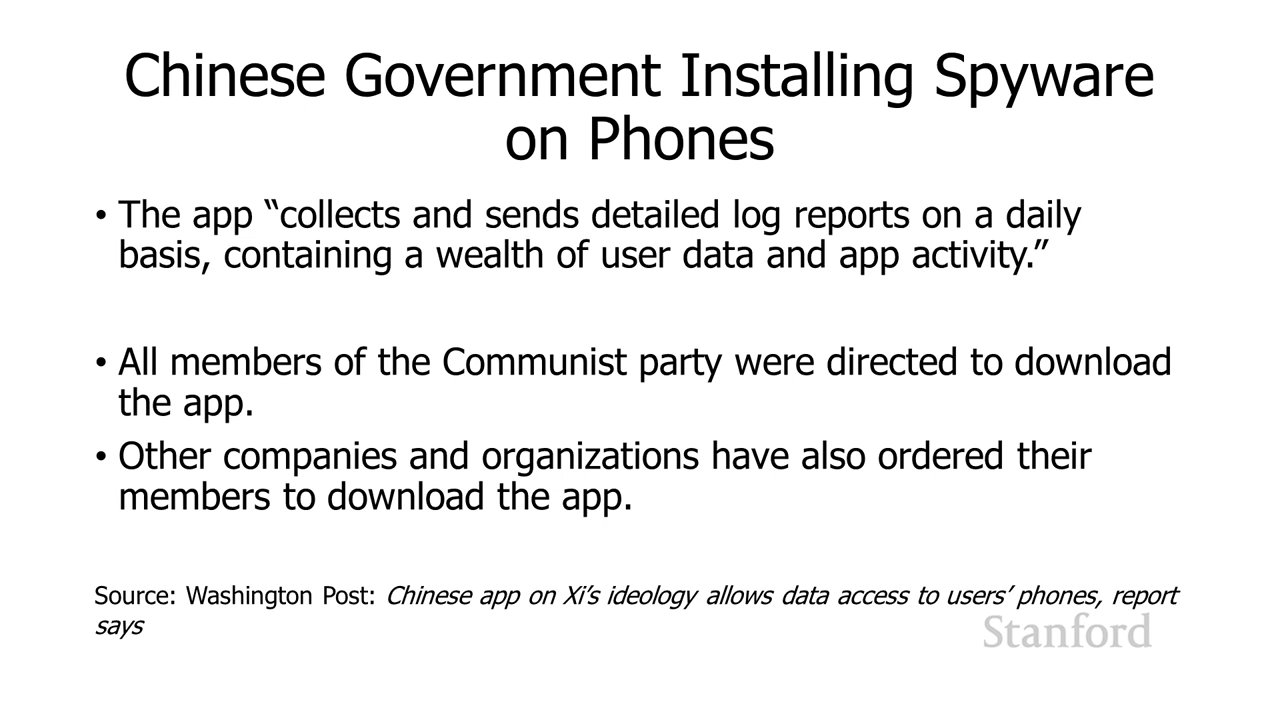 Chinese Government Installing Spyware
on Phones
• The app “collects and sends detailed log reports on a daily
basis, containing a wealth of user data and app activity.”
• All members of the Communist party were directed to download
the app.
• Other companies and organizations have also ordered their
members to download the app.
Source: Washington Post: Chinese app on Xi’s ideology allows data access to users’ phones, report
says
Stanford